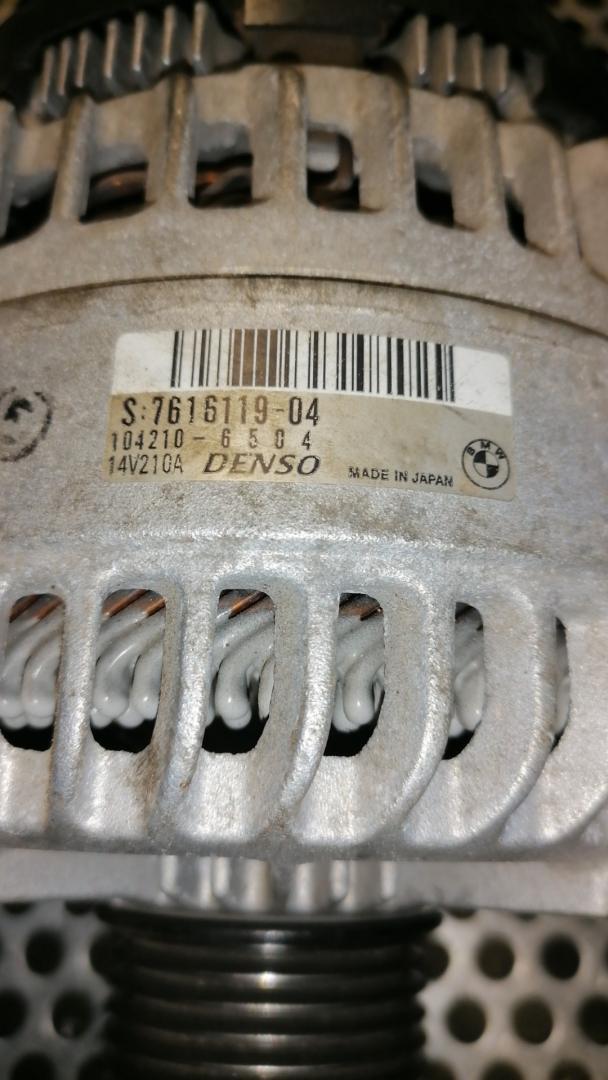 S:7616119-04
104210-6504
14V210A DENSO MADE IN JAPAN BMW